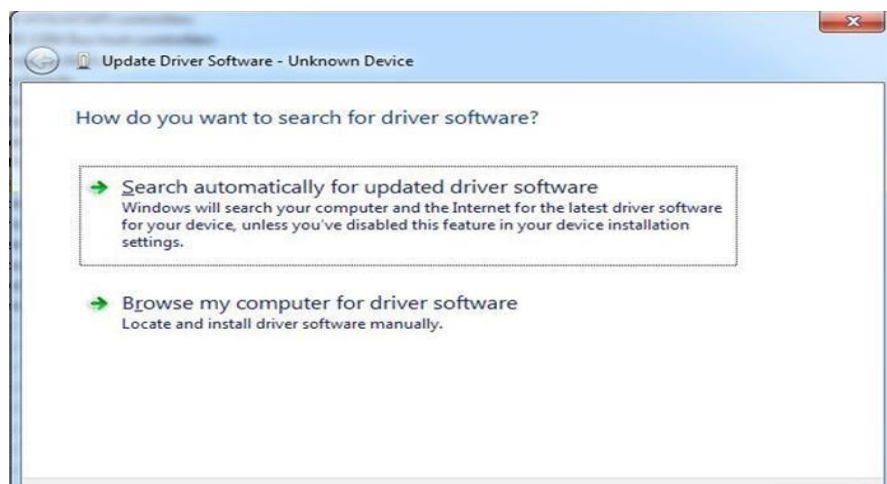 Update Driver Software - Unknown Device
How do you want to search for driver software?
Search automatically for updated driver software
Windows will search your computer and the Internet for the latest driver software
for your device, unless you've disabled this feature in your device installation
settings.
Browse my computer for driver software
Locate and install driver software manually.